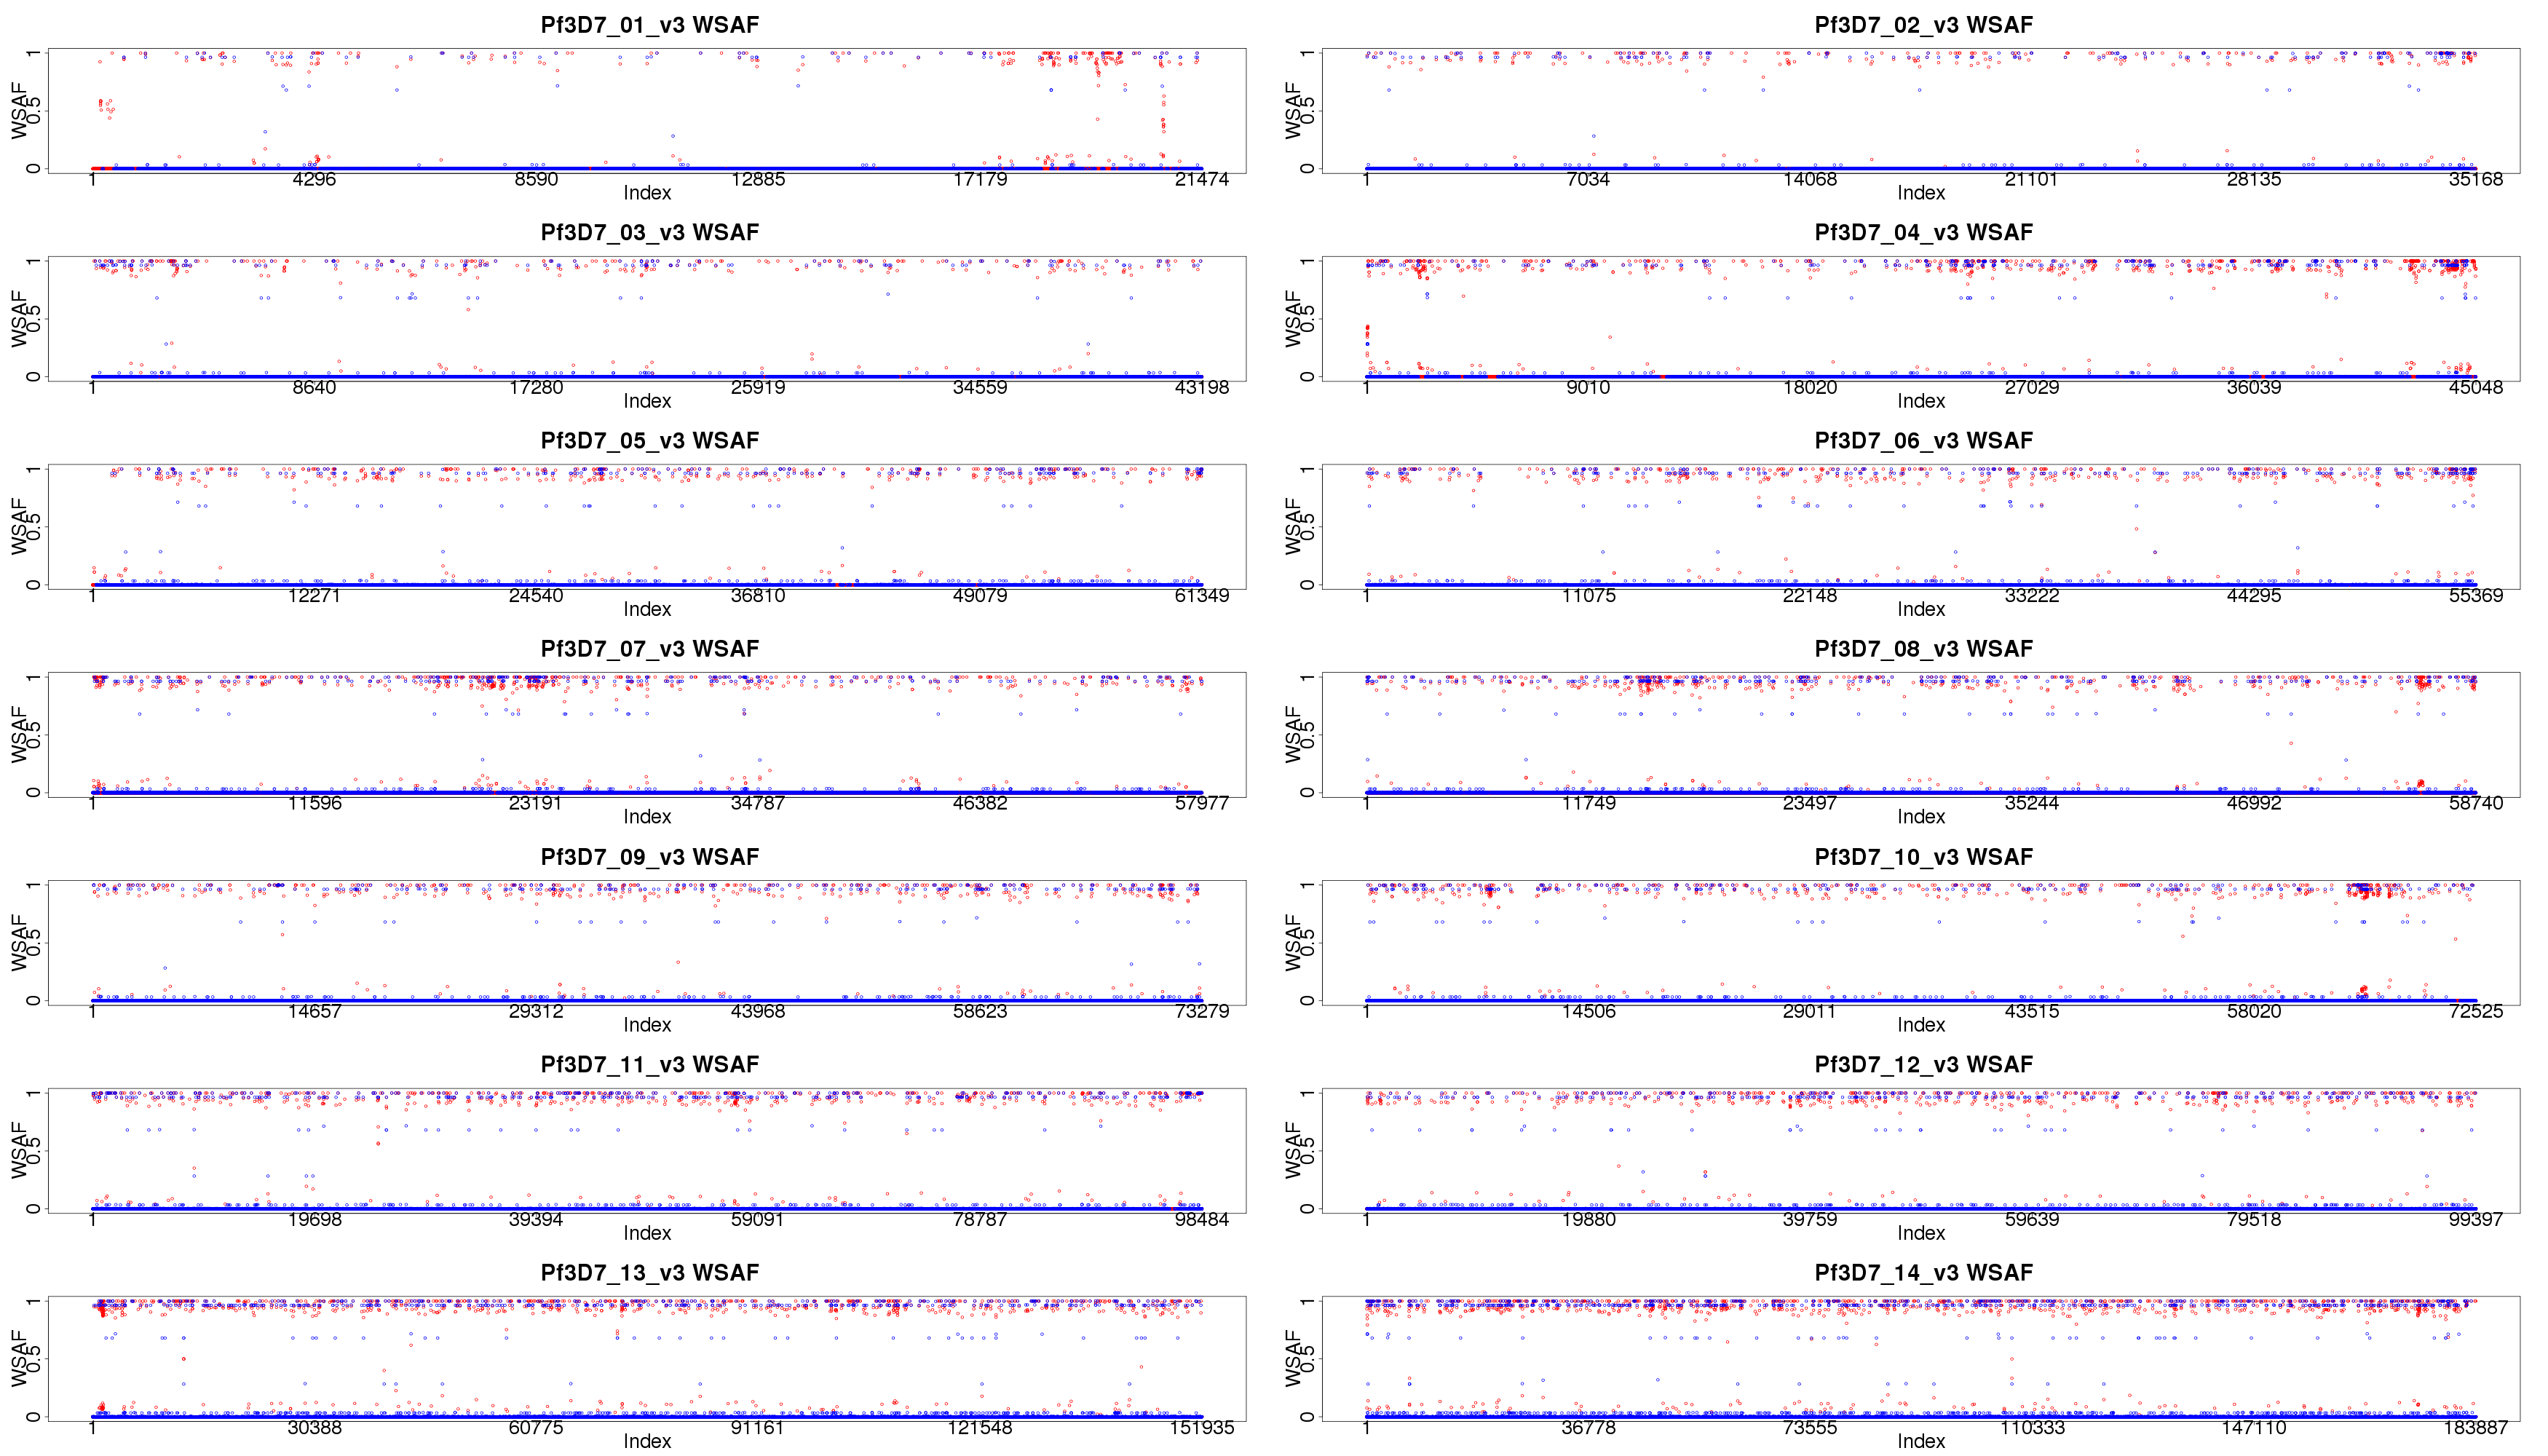 Pf3D7_01_v3 WSAF
WSAF
0 0.5 1
1 4296 8590 12885 17179 21474
Index
Pf3D7_02_v3 WSAF
WSAF
0 0.5 1
1 7034 14068 21101 28135 35168
Index
Pf3D7_03_v3 WSAF
WSAF
0 0.5 1
1 8640 17280 25919 34559 43198
Index
Pf3D7_04_v3 WSAF
WSAF
0 0.5 1
1 9010 18020 27029 36039 45048
Index
Pf3D7_05_v3 WSAF
WSAF
0 0.5 1
1 12271 24540 36810 49079 61349
Index
Pf3D7_06_v3 WSAF
WSAF
0 0.5 1
1 11075 22148 33222 44295 55369
Index
Pf3D7_07_v3 WSAF
WSAF
0 0.5 1
1 11596 23191 34787 46382 57977
Index
Pf3D7_08_v3 WSAF
WSAF
0 0.5 1
1 11749 23497 35244 46992 58740
Index
Pf3D7_09_v3 WSAF
WSAF
0 0.5 1
1 14657 29312 43968 58623 73279
Index
Pf3D7_10_v3 WSAF
WSAF
0 0.5 1
1 14506 29011 43515 58020 72525
Index
Pf3D7_11_v3 WSAF
WSAF
0 0.5 1
1 19698 39394 59091 78787 98484
Index
Pf3D7_12_v3 WSAF
WSAF
0 0.5 1
1 19880 39759 59639 79518 99397
Index
Pf3D7_13_v3 WSAF
WSAF
0 0.5 1
1 30388 60775 91161 121548 151935
Index
Pf3D7_14_v3 WSAF
WSAF
0 0.5 1
1 36778 73555 110333 147110 183887
Index